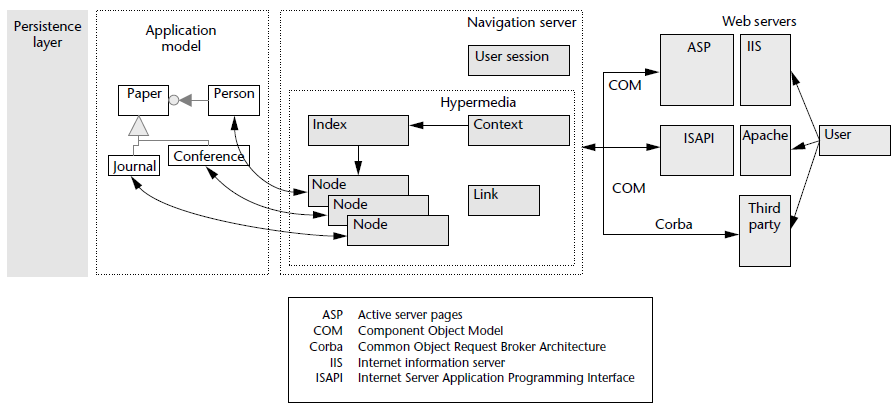 Persistence
layer
Application
model
Paper
Person
Journal
Conference
Navigation server
User session
Hypermedia
Index
Context
Node
Node
Node
Link
Web servers
COM
ASP
IIS
ISAPI
Apache
User
COM
Corba
Third
party
ASP Active server pages
COM Component Object Model
Corba Common Object Request Broker Architecture
IIS Internet information server
ISAPI Internet Server Application Programming Interface